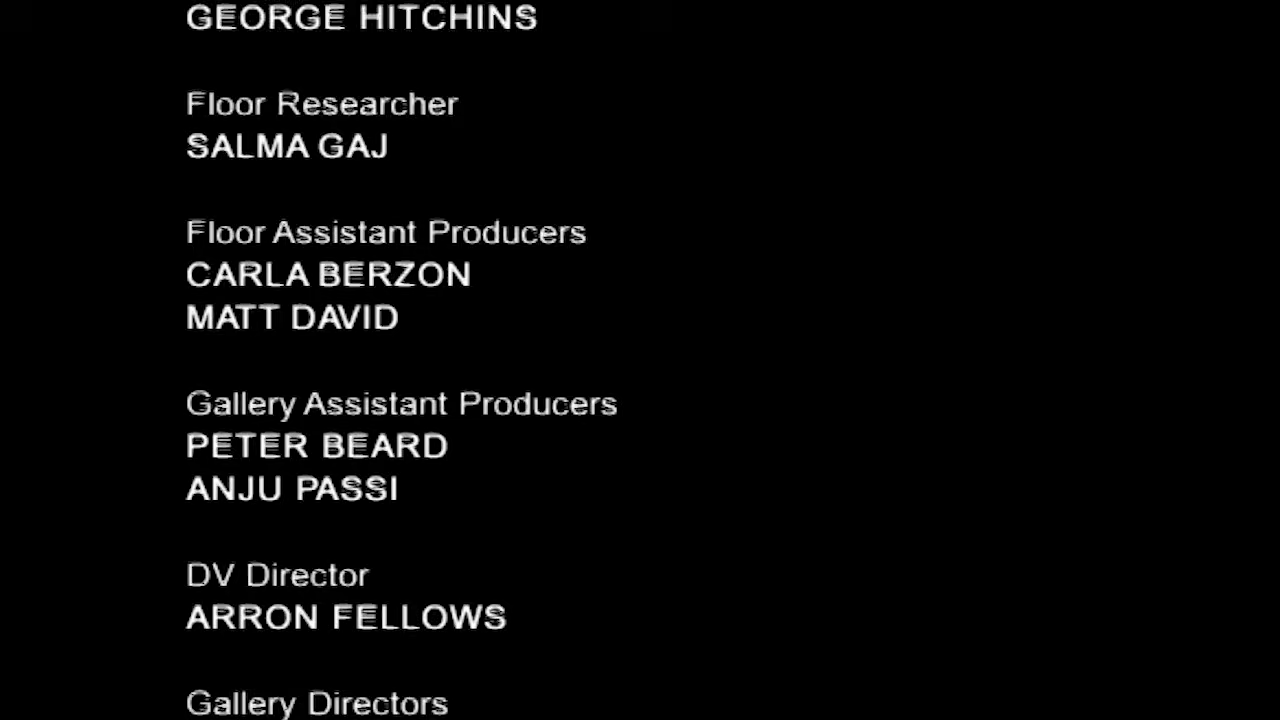 GEORGE HITCHINS
Floor Researcher
SALMA GAJ
Floor Assistant Producers
CARLA BERZON
MATT DAVID
Gallery Assistant Producers
PETER BEARD
ANJU PASSI
DV Director
ARRON FELLOWS
Gallery Directors